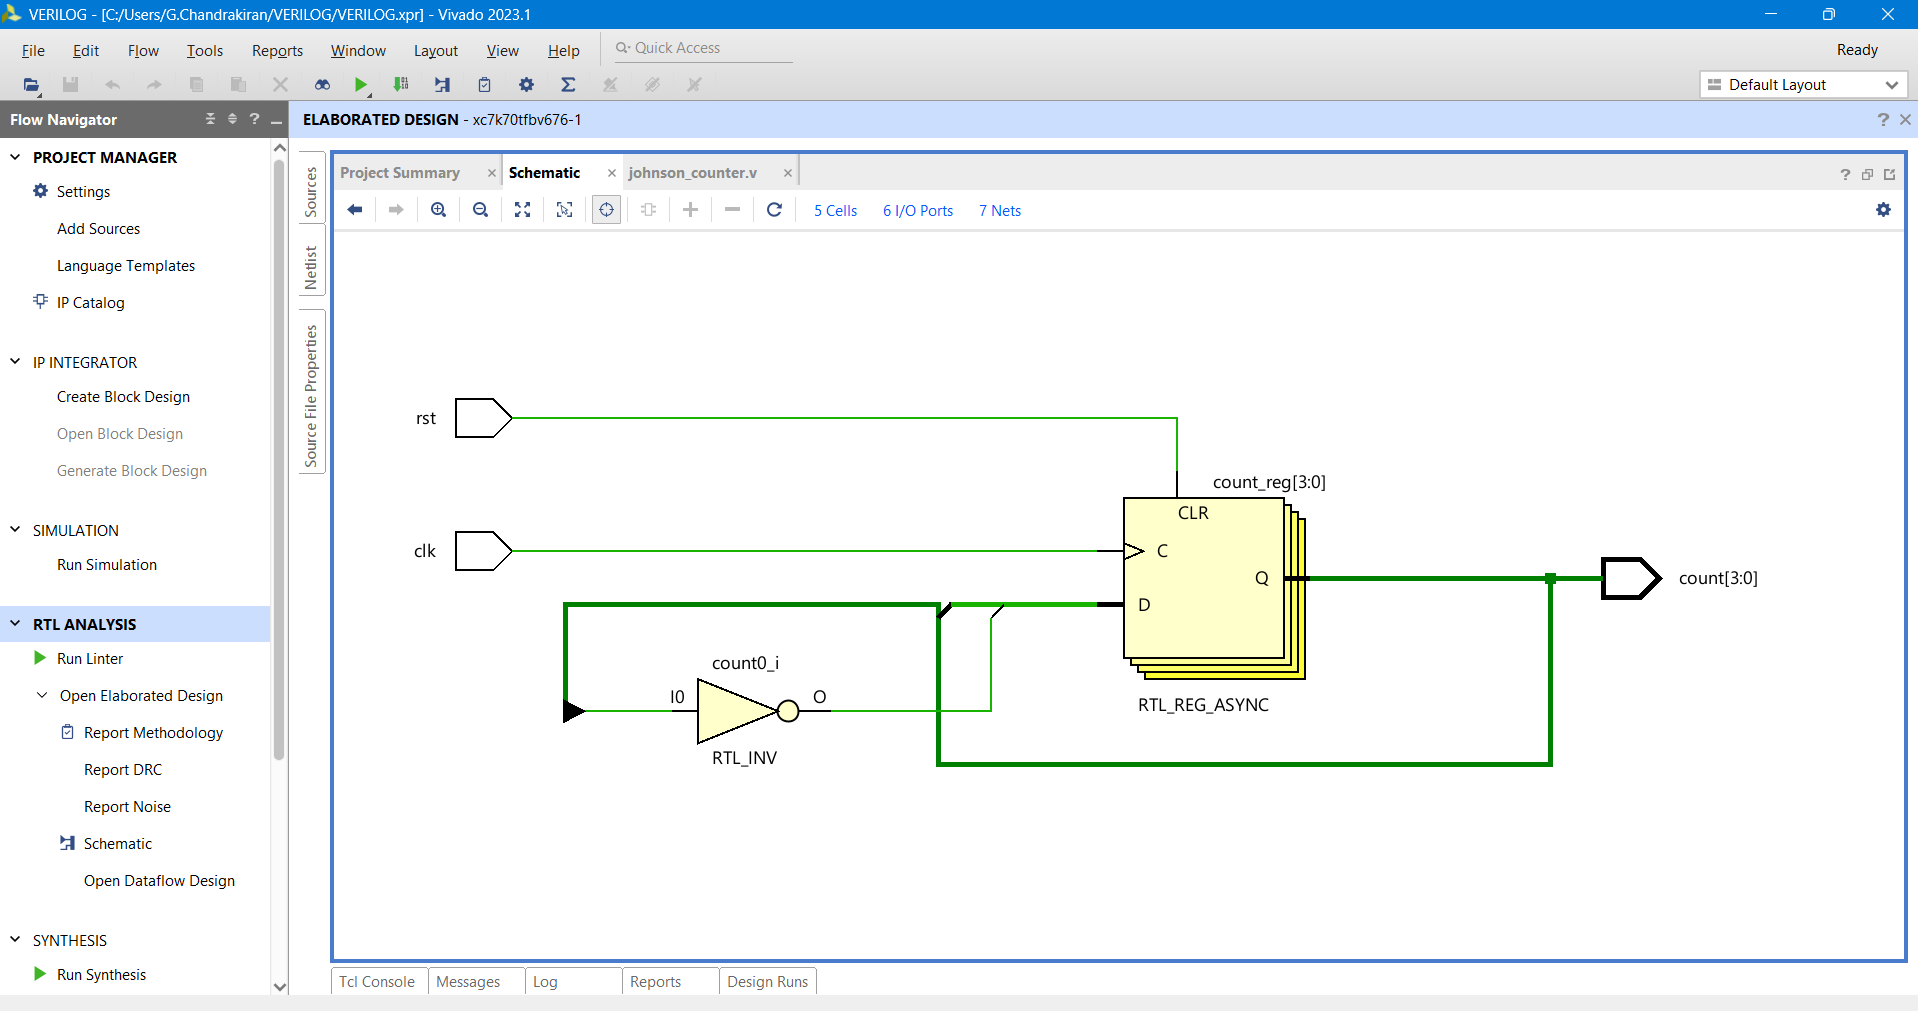 VERILOG - [C:/Users/G.Chandrakiran/VERILOG/VERILOG.xpr] - Vivado 2023.1
File Edit Flow Tools Reports Window Layout View Help Quick Access Ready
Default Layout
Flow Navigator
ELABORATED DESIGN - xc7k70tfbv676-1
PROJECT MANAGER
Settings
Add Sources
Language Templates
IP Catalog
IP INTEGRATOR
Create Block Design
Open Block Design
Generate Block Design
SIMULATION
Run Simulation
RTL ANALYSIS
Run Linter
Open Elaborated Design
Report Methodology
Report DRC
Report Noise
Schematic
Open Dataflow Design
SYNTHESIS
Run Synthesis
Sources
Netlist
Source File Properties
Project Summary Schematic johnson_counter.v
5 Cells 6 I/O Ports 7 Nets
rst
count_reg[3:0]
CLR
clk
C
Q
count[3:0]
D
count0_i
I0
O
RTL_REG_ASYNC
RTL_INV
Tcl Console Messages Log Reports Design Runs